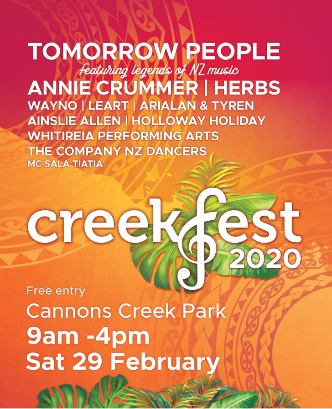 TOMORROW PEOPLE
featuring legends of NZ music
ANNIE CRUMMER | HERBS
WAYNO | LEART | ARIALAN & TYREN
AINSLIE ALLEN | HOLLOWAY HOLIDAY
WHITIREIA PERFORMING ARTS
THE COMPANY NZ DANCERS
MC SALA TIATIA
creekfest
2020
Free entry
Cannons Creek Park
9am -4pm
Sat 29 February